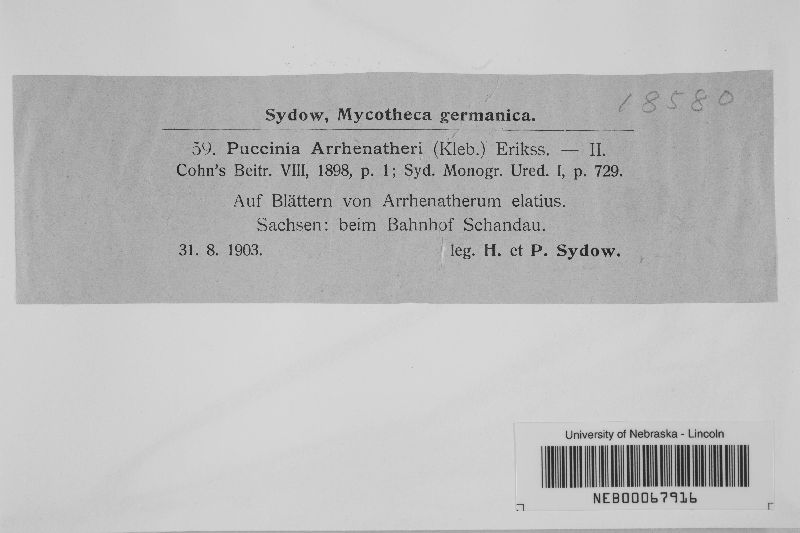 18580
Sydow, Mycotheca germanica.
59. Puccinia Arrhenatheri (Kleb.) Erikss. — II.
Cohn's Beitr. VIII, 1898, p. 1; Syd. Monogr. Ured. I, p. 729.
Auf Blättern von Arrhenatherum elatius.
Sachsen: beim Bahnhof Schandau.
31. 8. 1903. leg. H. et P. Sydow.
University of Nebraska - Lincoln
NEB00067916